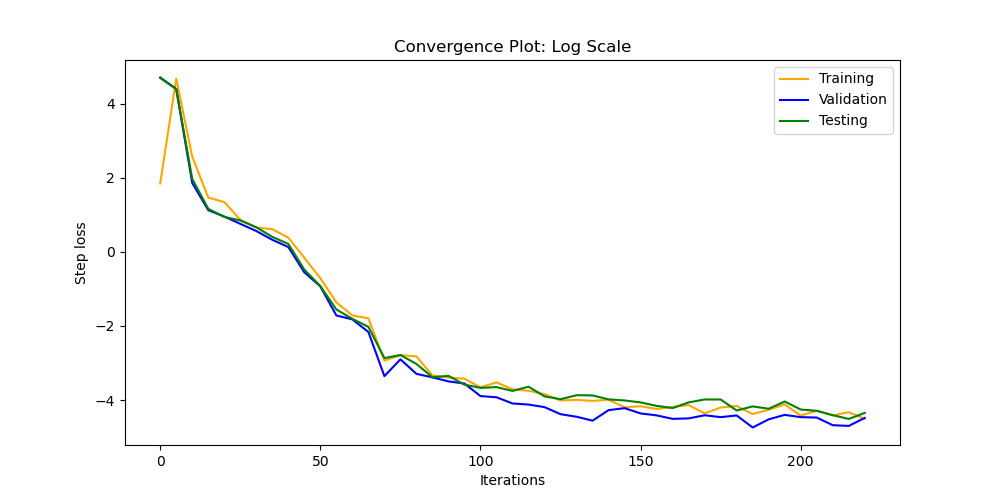 Convergence Plot: Log Scale
Training
Validation
Testing
4
2
0
−2
−4
Step loss
0 50 100 150 200
Iterations